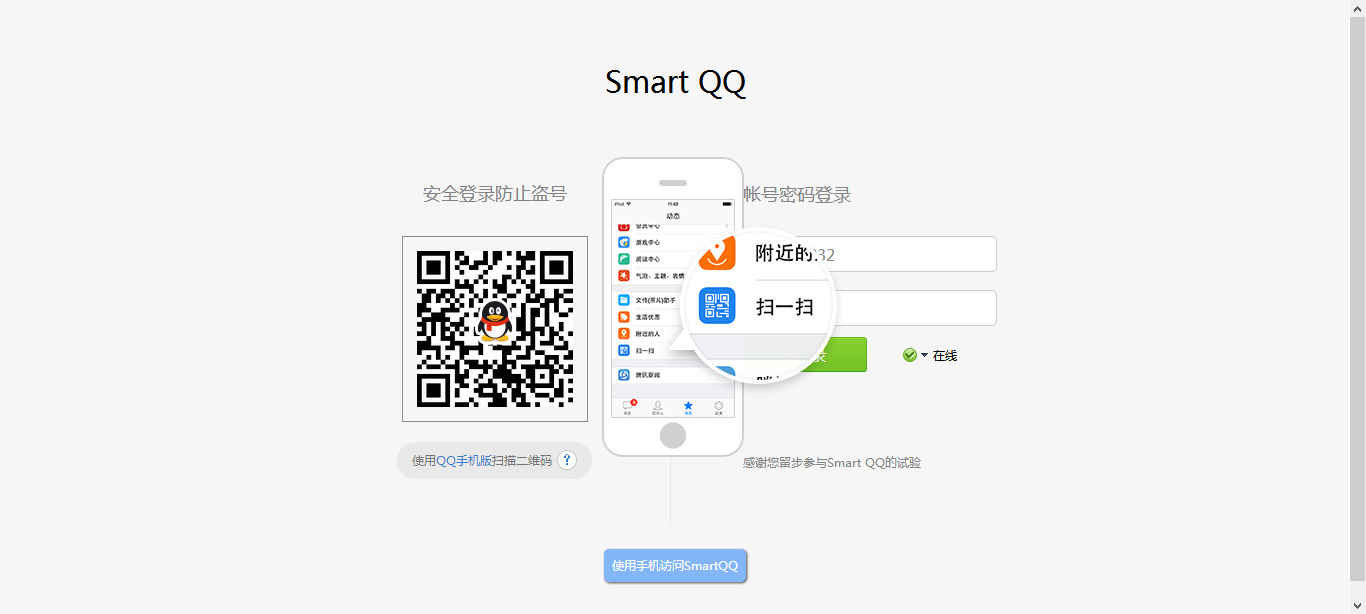 Smart QQ
安全登录防止盗号
帐号密码登录
iPod
11:42
动态
会员中心
游戏中心
阅读中心
气泡、主题、表情
文件(照片)助手
生活优惠
附近的人
扫一扫
腾讯新闻
附近的
32
扫一扫
在线
使用QQ手机版扫描二维码 ?
感谢您留步参与Smart QQ的试验
使用手机访问SmartQQ